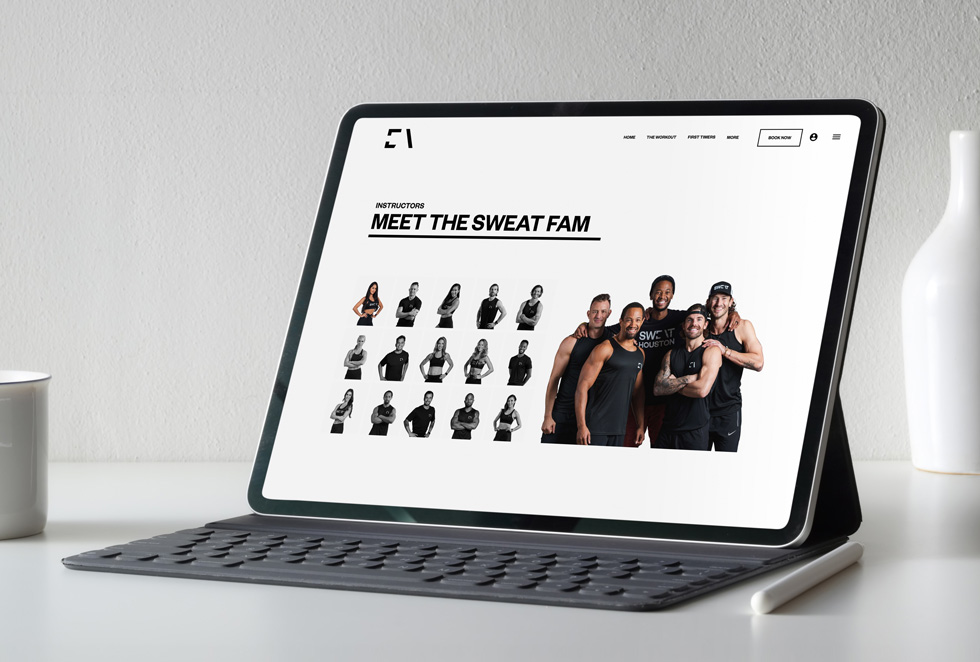 HOME THE WORKOUT FIRST TIMERS MORE BOOK NOW
INSTRUCTORS
MEET THE SWEAT FAM
SWEAT
HOUSTON